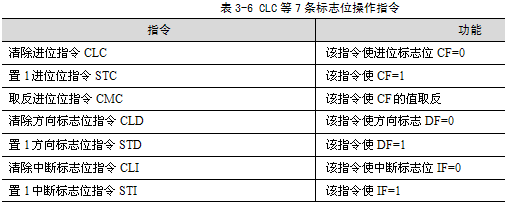 表 3-6 CLC 等 7 条标志位操作指令
指令 功能
清除进位指令 CLC 该指令使进位标志位 CF=0
置 1 进位位指令 STC 该指令使 CF=1
取反进位位指令 CMC 该指令使 CF 的值取反
清除方向标志位指令 CLD 该指令使方向标志 DF=0
置 1 方向标志位指令 STD 该指令使 DF=1
清除中断标志位指令 CLI 该指令使中断标志位 IF=0
置 1 中断标志位指令 STI 该指令使 IF=1